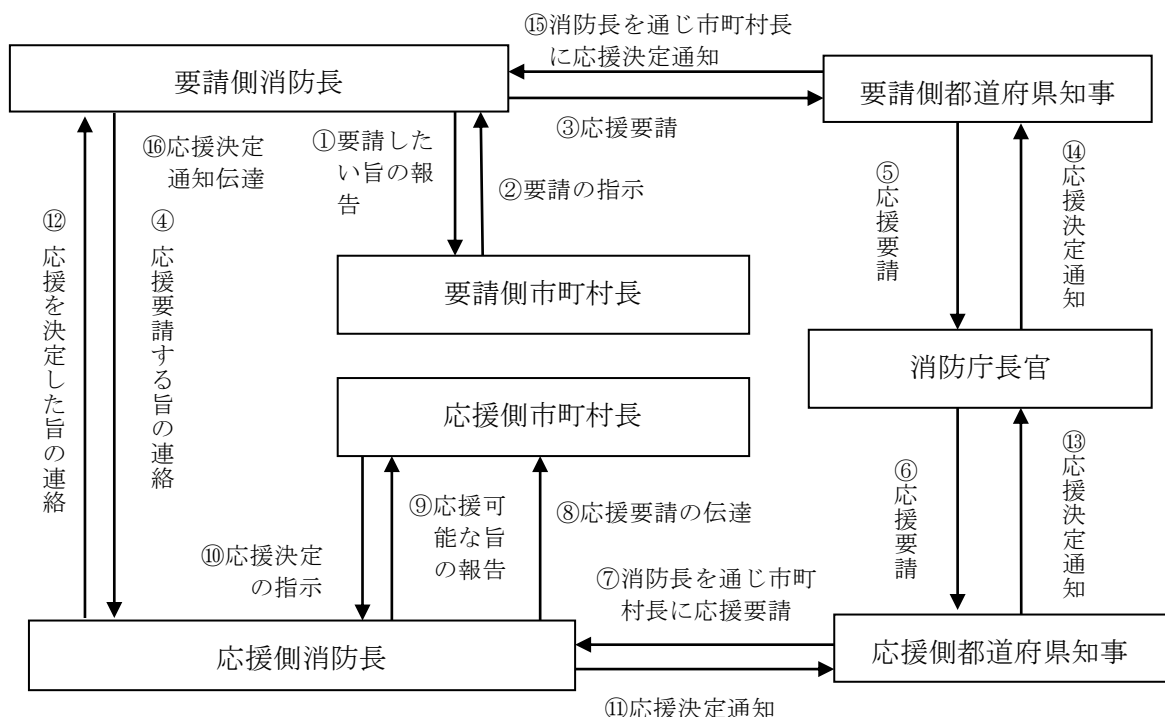 ⑮消防長を通じ市町村長
に応援決定通知
要請側消防長
要請側都道府県知事
③応援要請
⑯応援決定
通知伝達
①要請した
い旨の報
告
②要請の指示
⑤応援要請
⑭応援決定通知
⑫応援を決定した旨の連絡
④応援要請する旨の連絡
要請側市町村長
消防庁長官
応援側市町村長
⑨応援可
能な旨
の報告
⑧応援要請の伝達
⑥応援要請
⑬応援決定通知
⑩応援決定
の指示
⑦消防長を通じ市町
村長に応援要請
応援側消防長
応援側都道府県知事
⑪応援決定通知